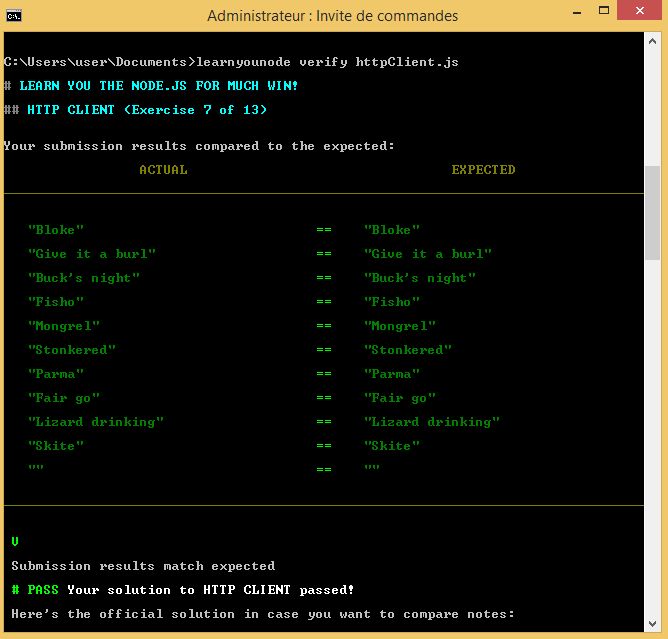 Administrateur : Invite de commandes
C:\Users\user\Documents>learnyounode verify httpClient.js
# LEARN YOU THE NODE.JS FOR MUCH WIN!
## HTTP CLIENT (Exercise 7 of 13)
Your submission results compared to the expected:
ACTUAL EXPECTED
"Bloke" == "Bloke"
"Give it a burl" == "Give it a burl"
"Buck's night" == "Buck's night"
"Fisho" == "Fisho"
"Mongrel" == "Mongrel"
"Stonkered" == "Stonkered"
"Parma" == "Parma"
"Fair go" == "Fair go"
"Lizard drinking" == "Lizard drinking"
"Skite" == "Skite"
"" == ""
V
Submission results match expected
# PASS Your solution to HTTP CLIENT passed!
Here's the official solution in case you want to compare notes: